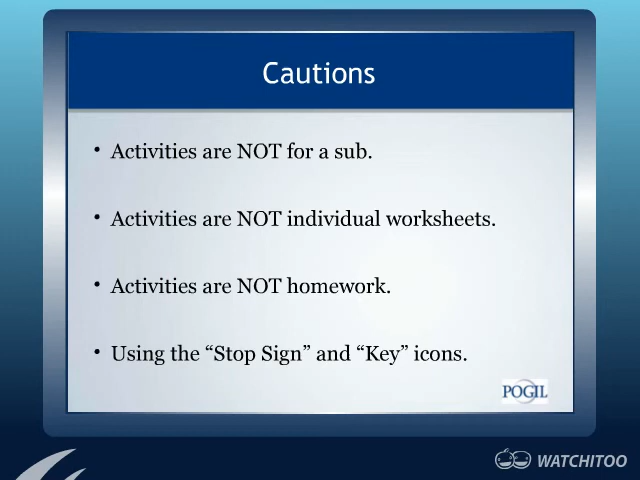 Cautions
• Activities are NOT for a sub.
• Activities are NOT individual worksheets.
• Activities are NOT homework.
• Using the “Stop Sign” and “Key” icons.
POGIL
WATCHITOO